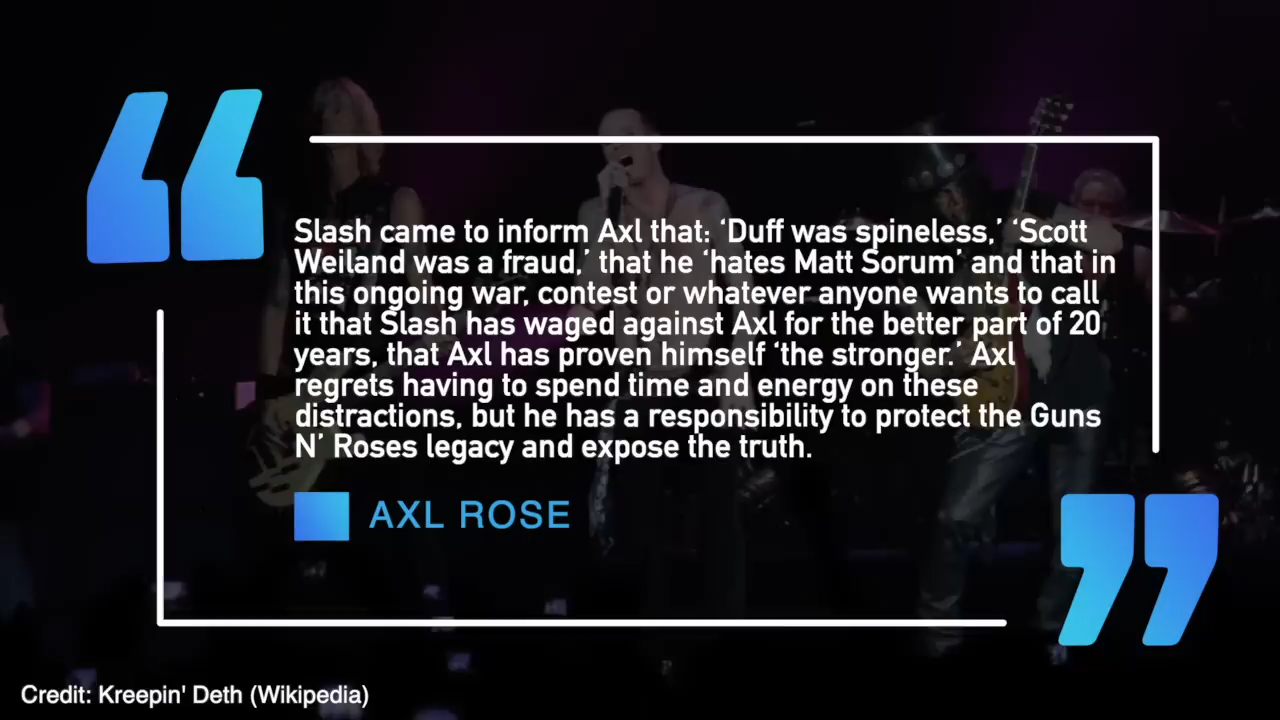 Slash came to inform Axl that: ‘Duff was spineless,’ ‘Scott
Weiland was a fraud,’ that he ‘hates Matt Sorum’ and that in
this ongoing war, contest or whatever anyone wants to call
it that Slash has waged against Axl for the better part of 20
years, that Axl has proven himself ‘the stronger.’ Axl
regrets having to spend time and energy on these
distractions, but he has a responsibility to protect the Guns
N’ Roses legacy and expose the truth.
AXL ROSE
Credit: Kreepin' Deth (Wikipedia)